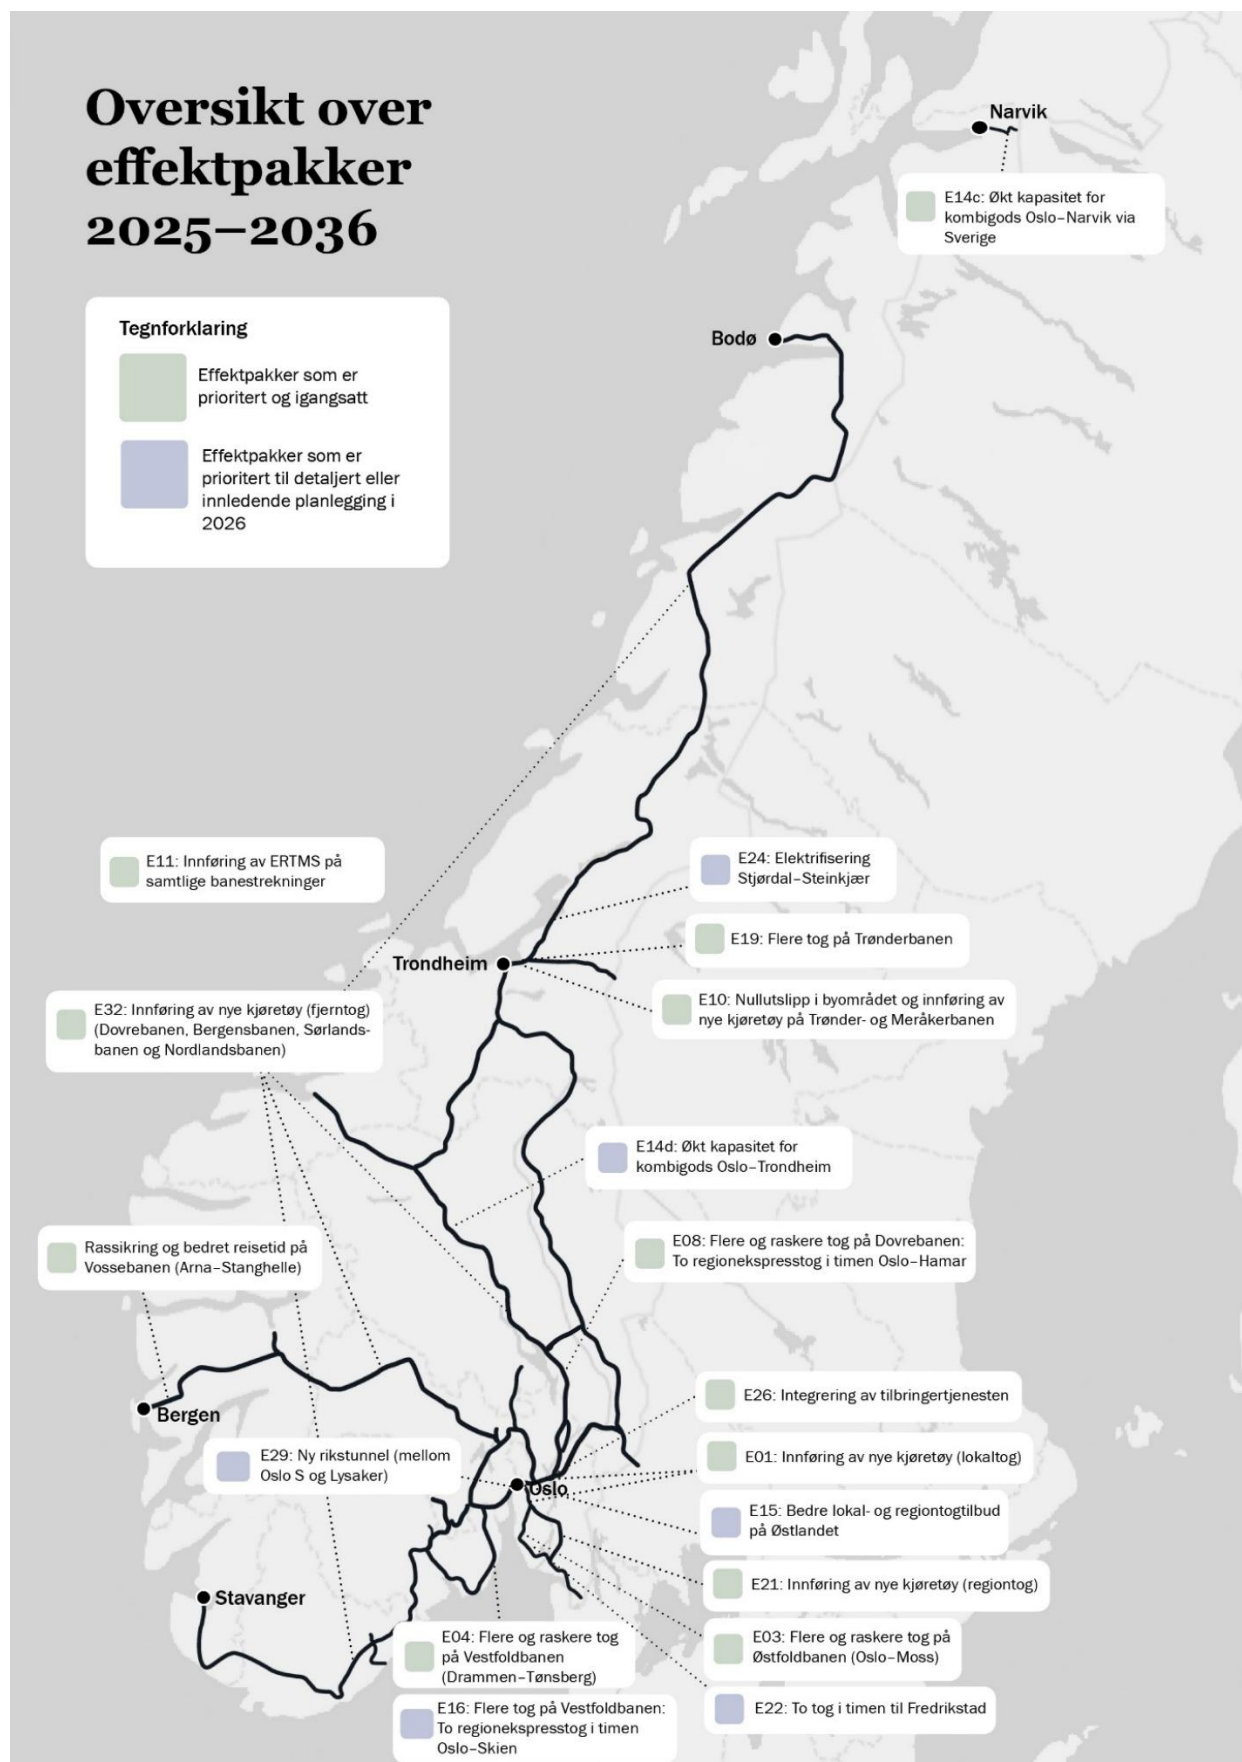 Oversikt over
effektpakker
2025–2036
Tegnforklaring
Effektpakker som er
prioritert og igangsatt
Effektpakker som er
prioritert til detaljert eller
innledende planlegging i
2026
Narvik
E14c: Økt kapasitet for
kombigods Oslo–Narvik via
Sverige
Bodø
E11: Innføring av ERTMS på
samtlige banestrekninger
E24: Elektrifisering
Stjørdal–Steinkjær
E19: Flere tog på Trønderbanen
Trondheim
E10: Nullutslipp i byområdet og innføring av
nye kjøretøy på Trønder- og Meråkerbanen
E32: Innføring av nye kjøretøy (fjerntog)
(Dovrebanen, Bergensbanen, Sørlands-
banen og Nordlandsbanen)
E14d: Økt kapasitet for
kombigods Oslo–Trondheim
Rassikring og bedret reisetid på
Vossebanen (Arna–Stanghelle)
E08: Flere og raskere tog på Dovrebanen:
To regionekspresstog i timen Oslo–Hamar
E26: Integrering av tilbringertjenesten
Bergen
E29: Ny rikstunnel (mellom
Oslo S og Lysaker)
E01: Innføring av nye kjøretøy (lokaltog)
Oslo
E15: Bedre lokal- og regiontogtilbud
på Østlandet
E21: Innføring av nye kjøretøy (regiontog)
Stavanger
E04: Flere og raskere tog
på Vestfoldbanen
(Drammen–Tønsberg)
E03: Flere og raskere tog på
Østfoldbanen (Oslo–Moss)
E16: Flere tog på Vestfoldbanen:
To regionekspresstog i timen
Oslo–Skien
E22: To tog i timen til Fredrikstad